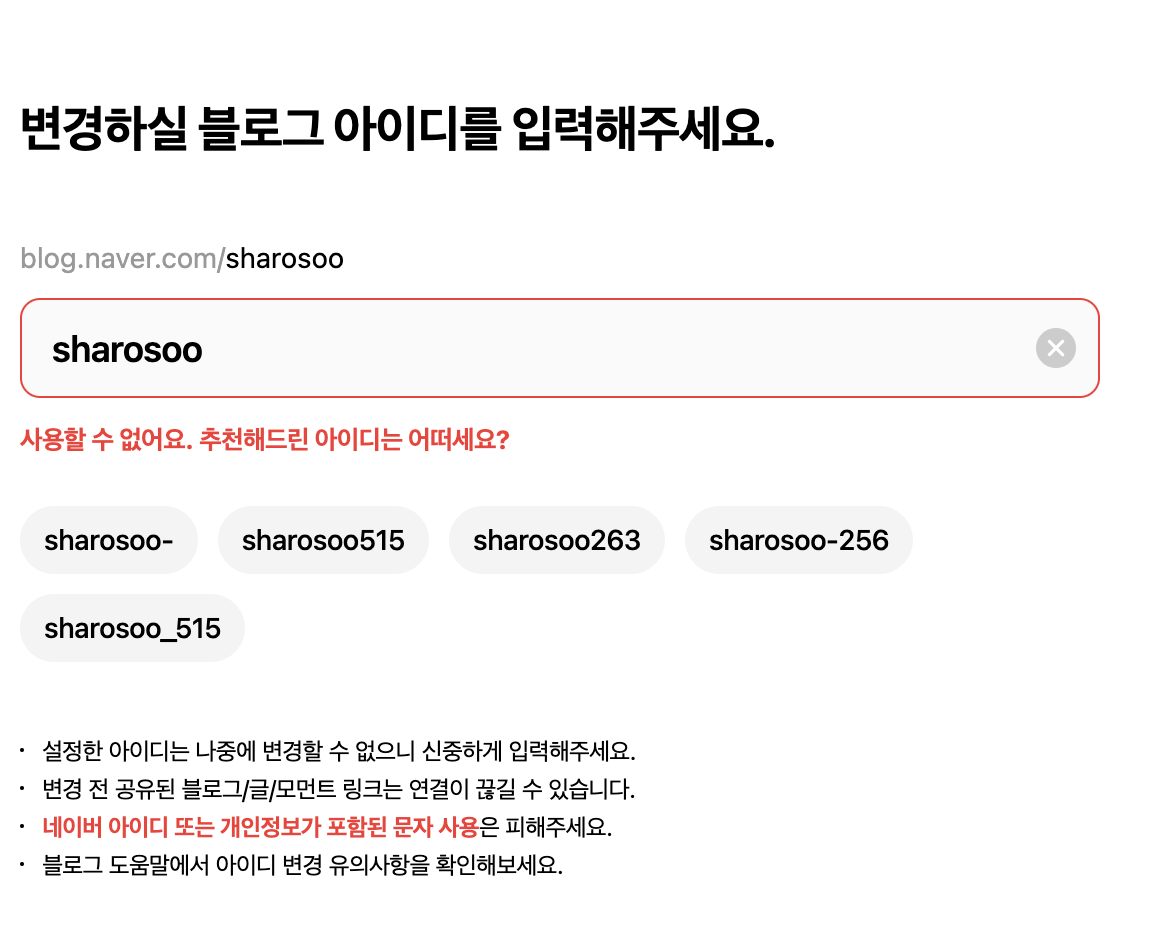 변경하실 블로그 아이디를 입력해주세요.
blog.naver.com/sharosoo
sharosoo
사용할 수 없어요. 추천해드린 아이디는 어떠세요?
sharosoo- sharosoo515 sharosoo263 sharosoo-256
sharosoo_515
· 설정한 아이디는 나중에 변경할 수 없으니 신중하게 입력해주세요.
· 변경 전 공유된 블로그/글/모먼트 링크는 연결이 끊길 수 있습니다.
· 네이버 아이디 또는 개인정보가 포함된 문자 사용은 피해주세요.
· 블로그 도움말에서 아이디 변경 유의사항을 확인해보세요.